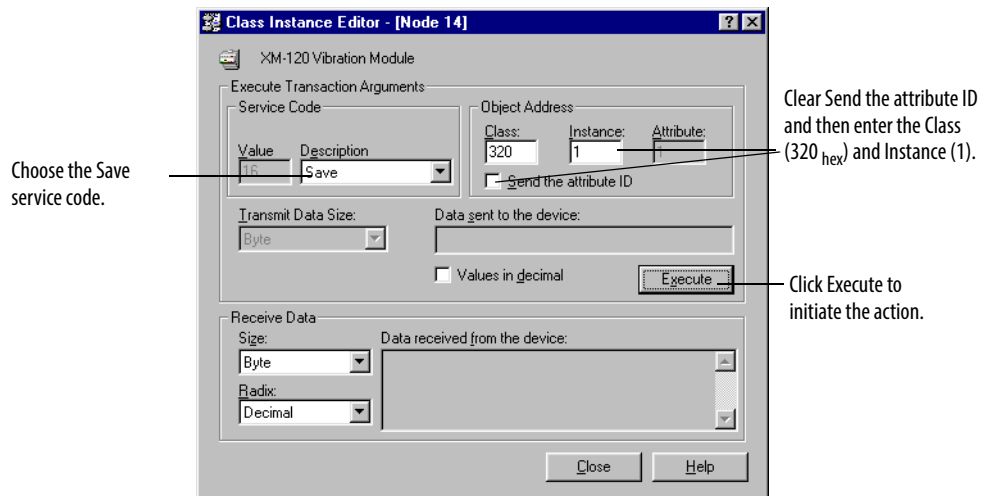 Class Instance Editor - [Node 14]
XM-120 Vibration Module
Execute Transaction Arguments
Service Code
Value Description
16 Save
Object Address
Class: Instance: Attribute:
320 1 1
Send the attribute ID
Transmit Data Size:
Byte
Data sent to the device:
Values in decimal
Execute
Receive Data
Size:
Byte
Radix:
Decimal
Data received from the device:
Close Help
Choose the Save
service code.
Clear Send the attribute ID
and then enter the Class
(320 hex) and Instance (1).
Click Execute to
initiate the action.